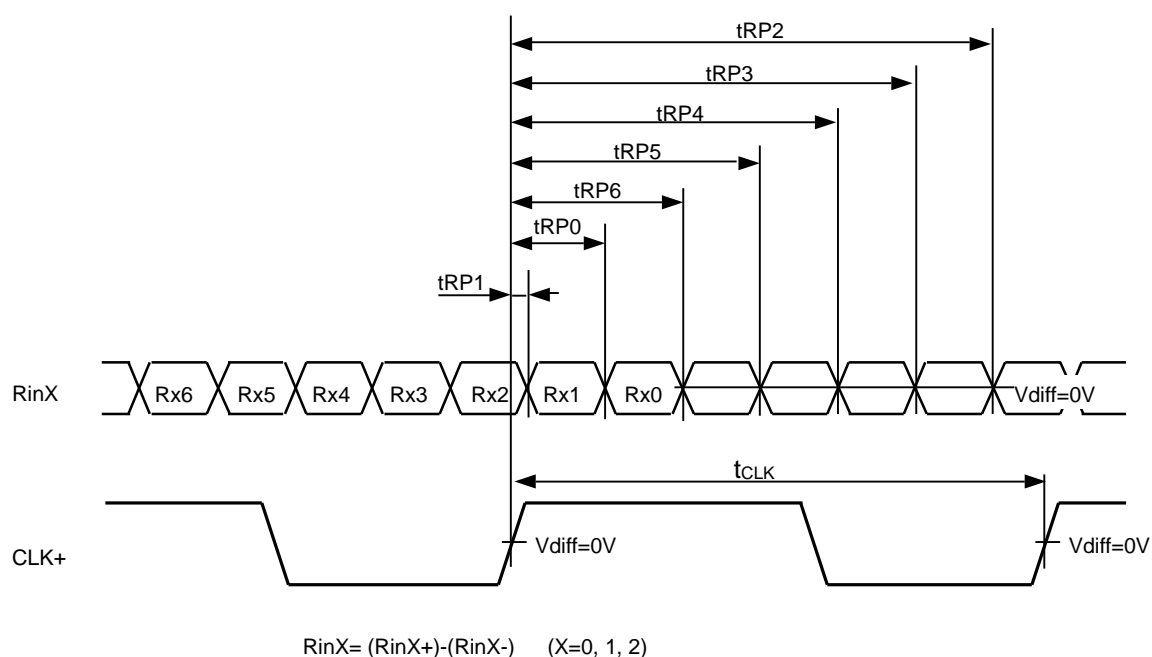 tRP2
tRP3
tRP4
tRP5
tRP6
tRP0
tRP1
RinX Rx6 Rx5 Rx4 Rx3 Rx2 Rx1 Rx0 Vdiff=0V
tCLK
CLK+ Vdiff=0V Vdiff=0V
RinX= (RinX+)-(RinX-) (X=0, 1, 2)